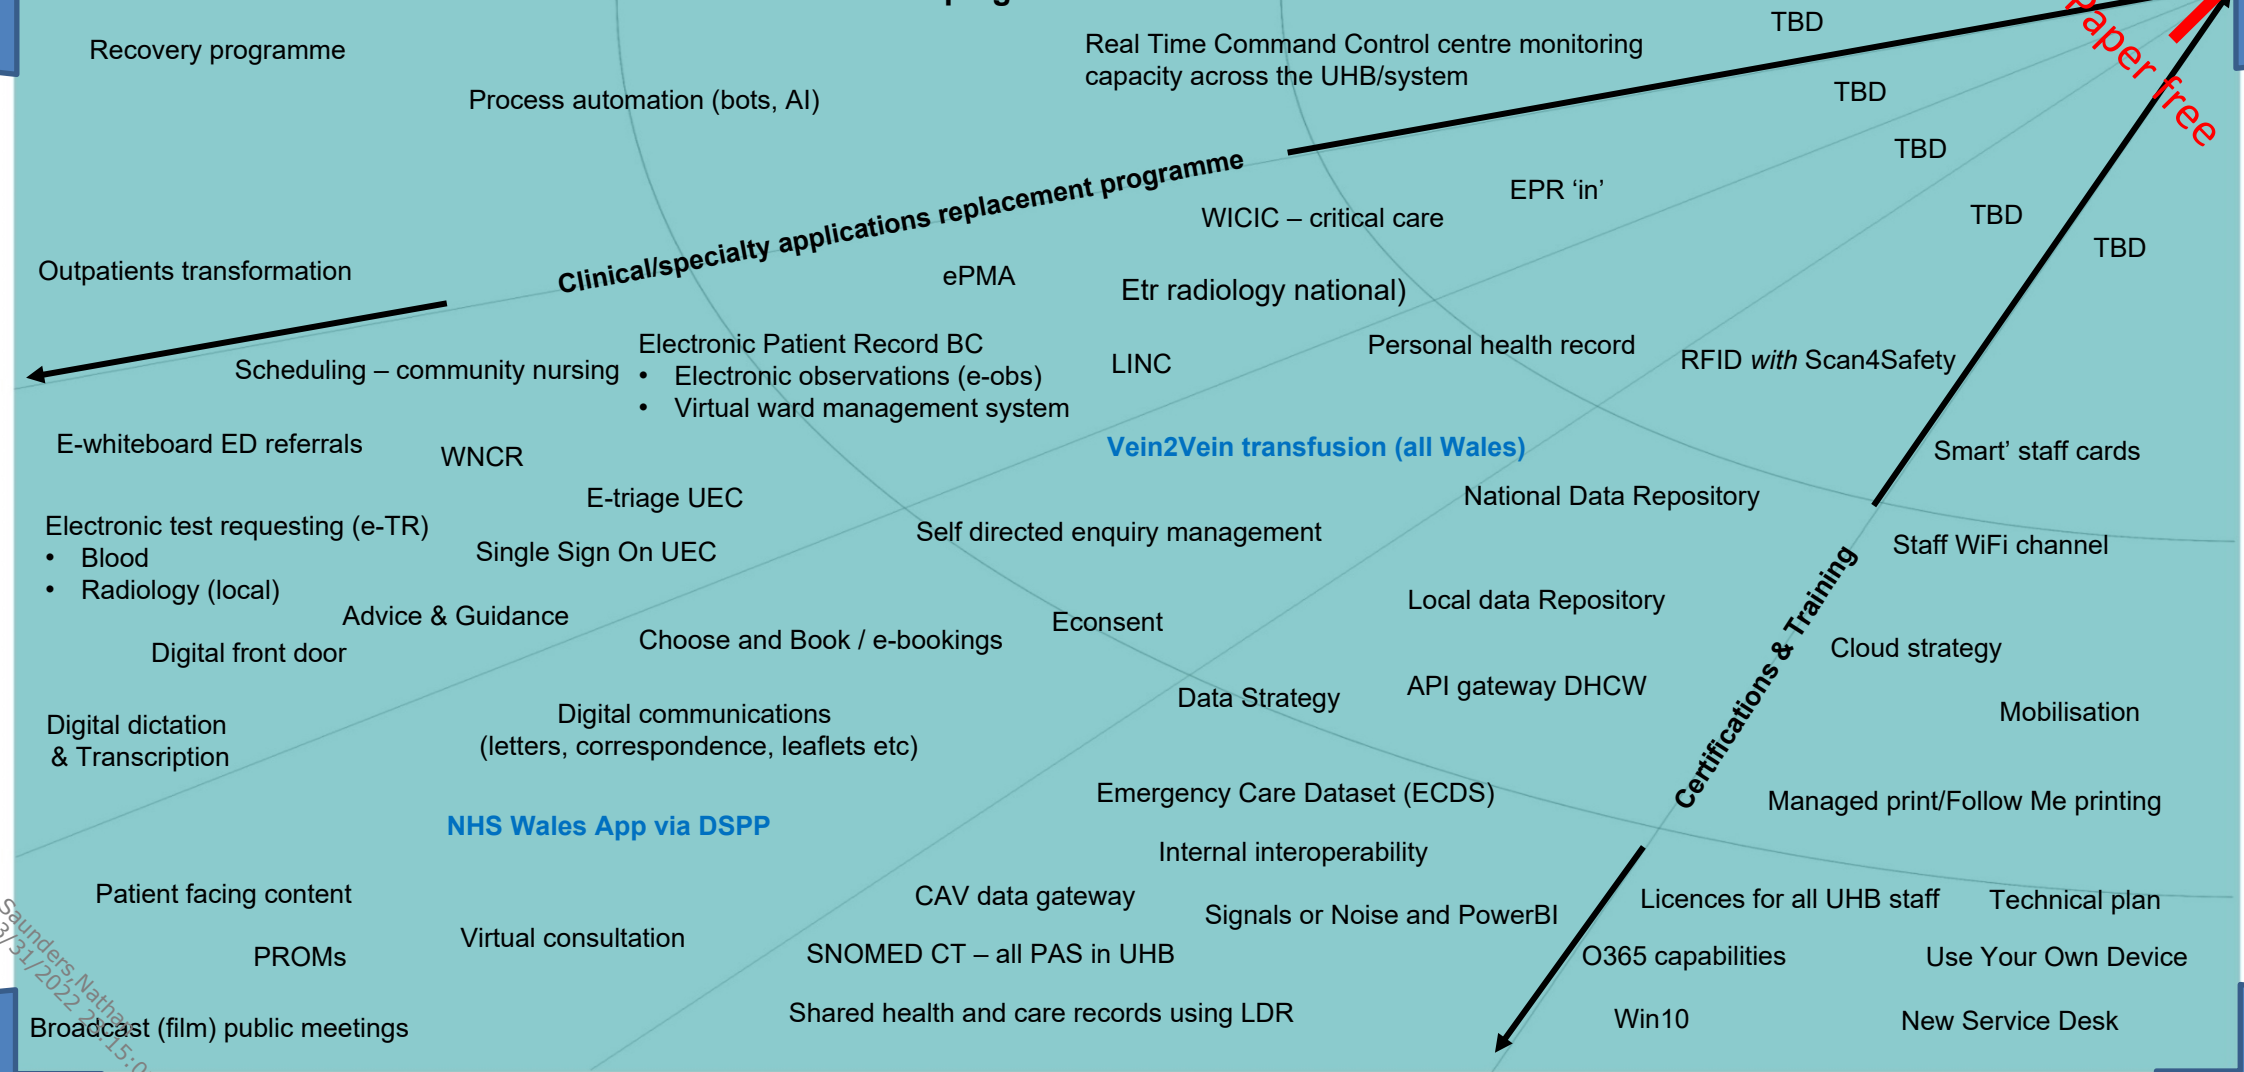 TBD
Paper free
Recovery programme
Real Time Command Control centre monitoring
capacity across the UHB/system
Process automation (bots, AI)
TBD
TBD
Clinical/specialty applications replacement programme
EPR ‘in’
WICIC – critical care
TBD
TBD
Outpatients transformation
ePMA
Etr radiology national)
Electronic Patient Record BC
• Electronic observations (e-obs)
• Virtual ward management system
Scheduling – community nursing
LINC
Personal health record
RFID with Scan4Safety
E-whiteboard ED referrals
WNCR
Vein2Vein transfusion (all Wales)
Smart’ staff cards
E-triage UEC
National Data Repository
Electronic test requesting (e-TR)
• Blood
• Radiology (local)
Single Sign On UEC
Self directed enquiry management
Staff WiFi channel
Certifications & Training
Advice & Guidance
Local data Repository
Econsent
Choose and Book / e-bookings
Digital front door
Cloud strategy
API gateway DHCW
Data Strategy
Mobilisation
Digital dictation
& Transcription
Digital communications
(letters, correspondence, leaflets etc)
Emergency Care Dataset (ECDS)
Managed print/Follow Me printing
NHS Wales App via DSPP
Internal interoperability
Patient facing content
CAV data gateway
Signals or Noise and PowerBI
Licences for all UHB staff
Technical plan
Virtual consultation
PROMs
SNOMED CT – all PAS in UHB
O365 capabilities
Use Your Own Device
Shared health and care records using LDR
Win10
New Service Desk
Broadcast (film) public meetings
Saunders,Nathan